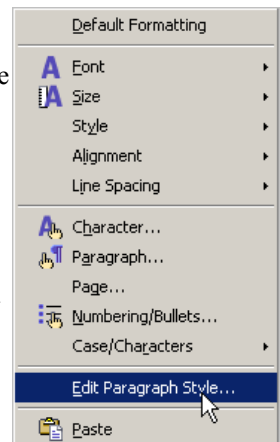 Default Formatting
e
Font
Size
Style
Alignment
Line Spacing
Character...
Paragraph...
Page...
.
Numbering/Bullets...
Case/Characters
Edit Paragraph Style...
Paste